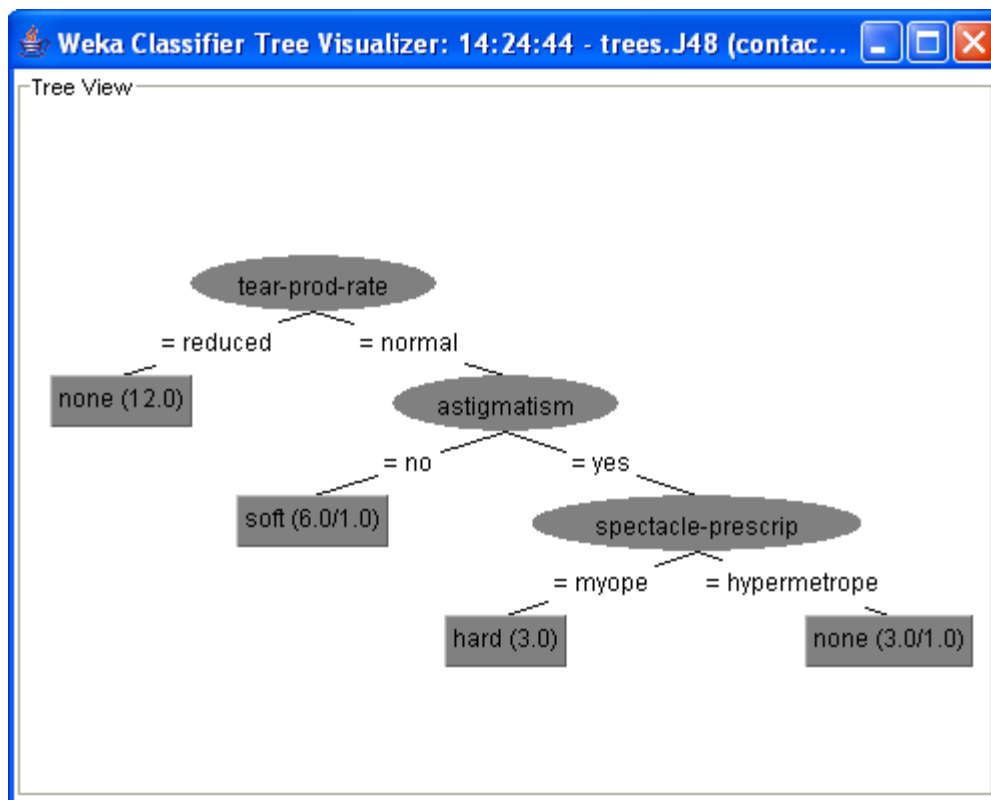 Weka Classifier Tree Visualizer: 14:24:44 - trees.J48 (contac...
Tree View
tear-prod-rate
= reduced
= normal
none (12.0)
astigmatism
= no
= yes
soft (6.0/1.0)
spectacle-prescrip
= myope
= hypermetrope
hard (3.0)
none (3.0/1.0)